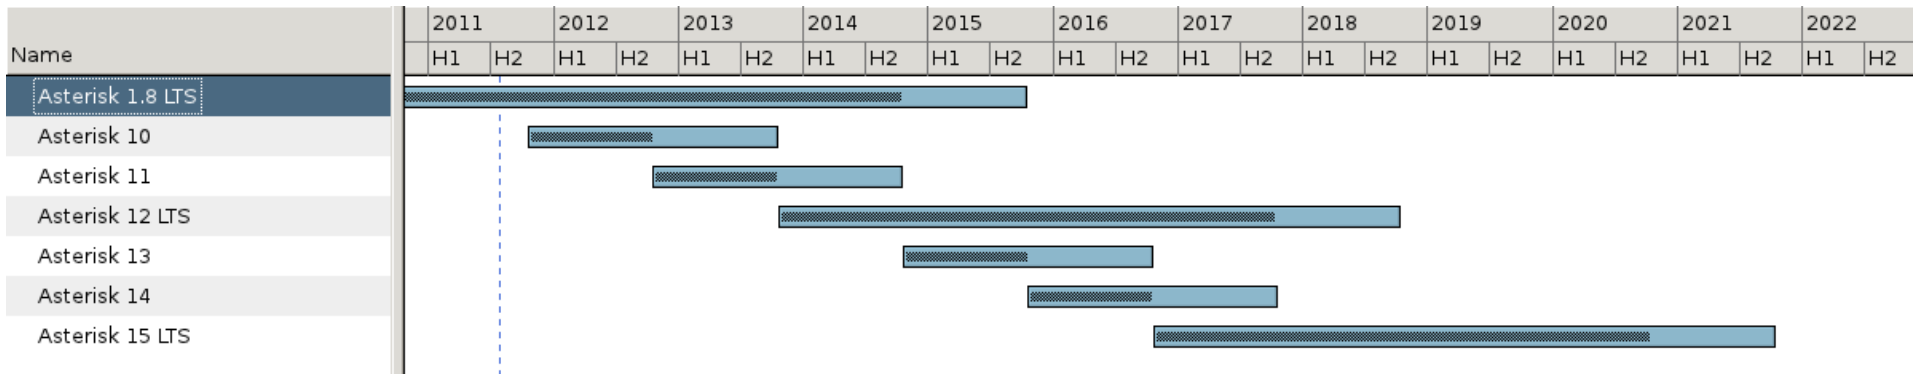 2011 2012 2013 2014 2015 2016 2017 2018 2019 2020 2021 2022
Name H1 H2 H1 H2 H1 H2 H1 H2 H1 H2 H1 H2 H1 H2 H1 H2 H1 H2 H1 H2 H1 H2 H1 H2
Asterisk 1.8 LTS
Asterisk 10
Asterisk 11
Asterisk 12 LTS
Asterisk 13
Asterisk 14
Asterisk 15 LTS